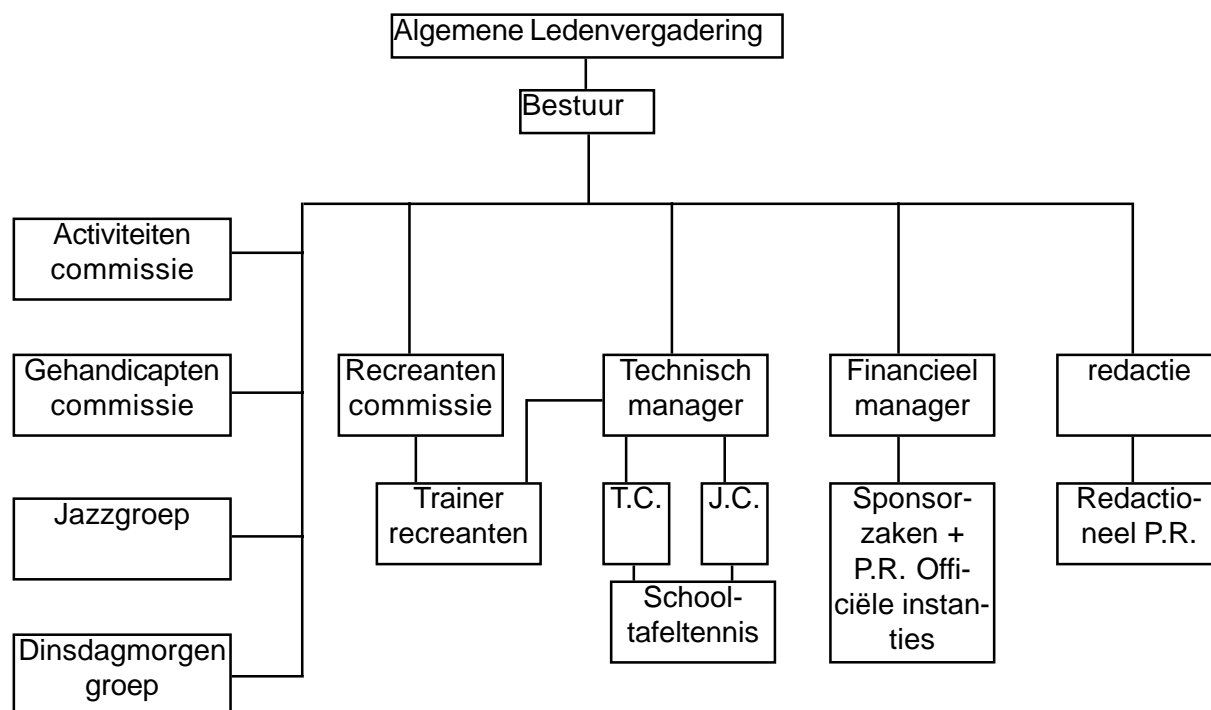 Algemene Ledenvergadering
Bestuur
Activiteiten
commissie
Gehandicapten
commissie
Jazzgroep
Dinsdagmorgen
groep
Recreanten
commissie
Trainer
recreanten
Technisch
manager
T.C.
J.C.
School-
tafeltennis
Financieel
manager
Sponsor-
zaken +
P.R. Offi-
ciële instan-
ties
redactie
Redactio-
neel P.R.